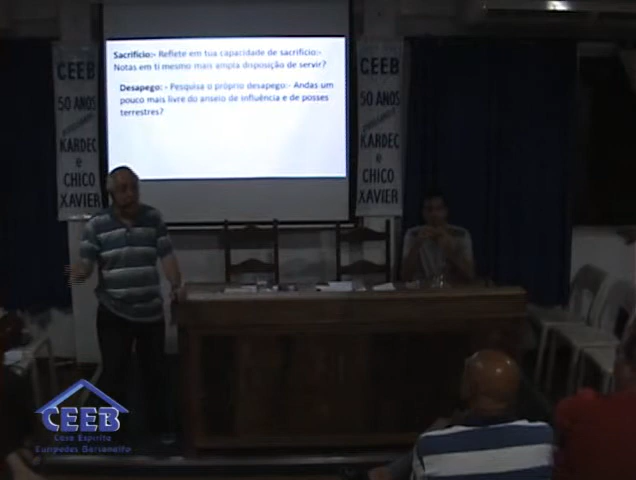 Sacrifício:- Reflete em tua capacidade de sacrifício:-
Notas em ti mesmo mais ampla disposição de servir?
Desapego: - Pesquisa o próprio desapego:- Andas um
pouco mais livre do anseio de influência e de posses
terrestres?
CEEB
50 ANOS
KARDEC
e
CHICO
XAVIER
CEEB
50 ANOS
KARDEC
e
CHICO
XAVIER
CEEB
Casa Espírita
Eurípedes Barsanulfo